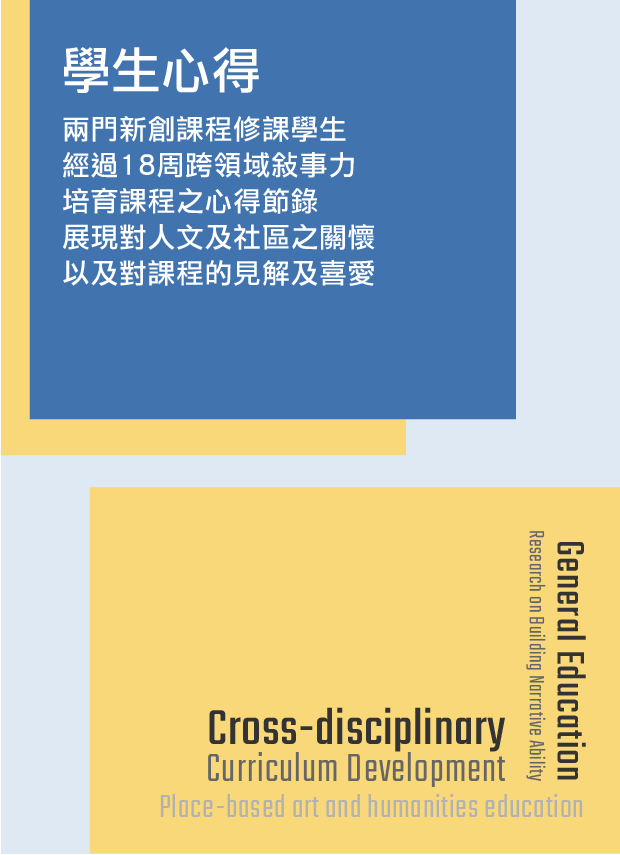 學生心得
兩門新創課程修課學生
經過18周跨領域敍事力
培育課程之心得節錄
展現對人文及社區之關懷
以及對課程的見解及喜愛
General Education
Research on Building Narrative Ability
Cross-disciplinary
Curriculum Development
Place-based art and humanities education